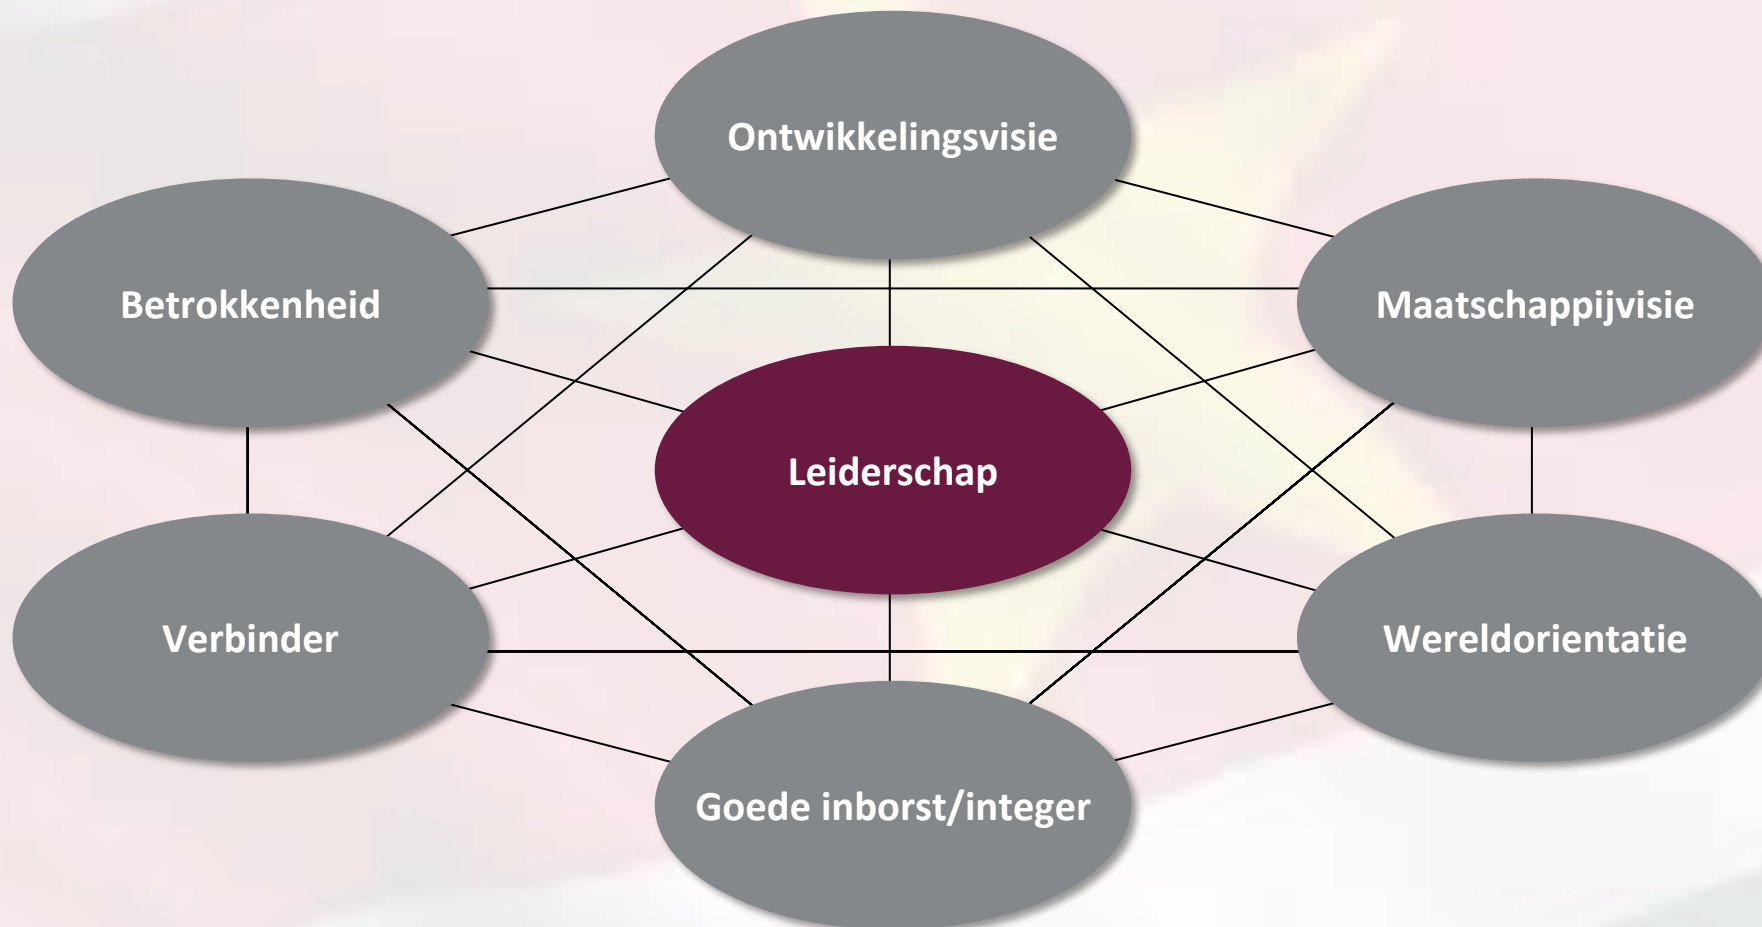 Ontwikkelingsvisie
Betrokkenheid
Maatschappijvisie
Leiderschap
Verbinder
Wereldorientatie
Goede inborst/integer